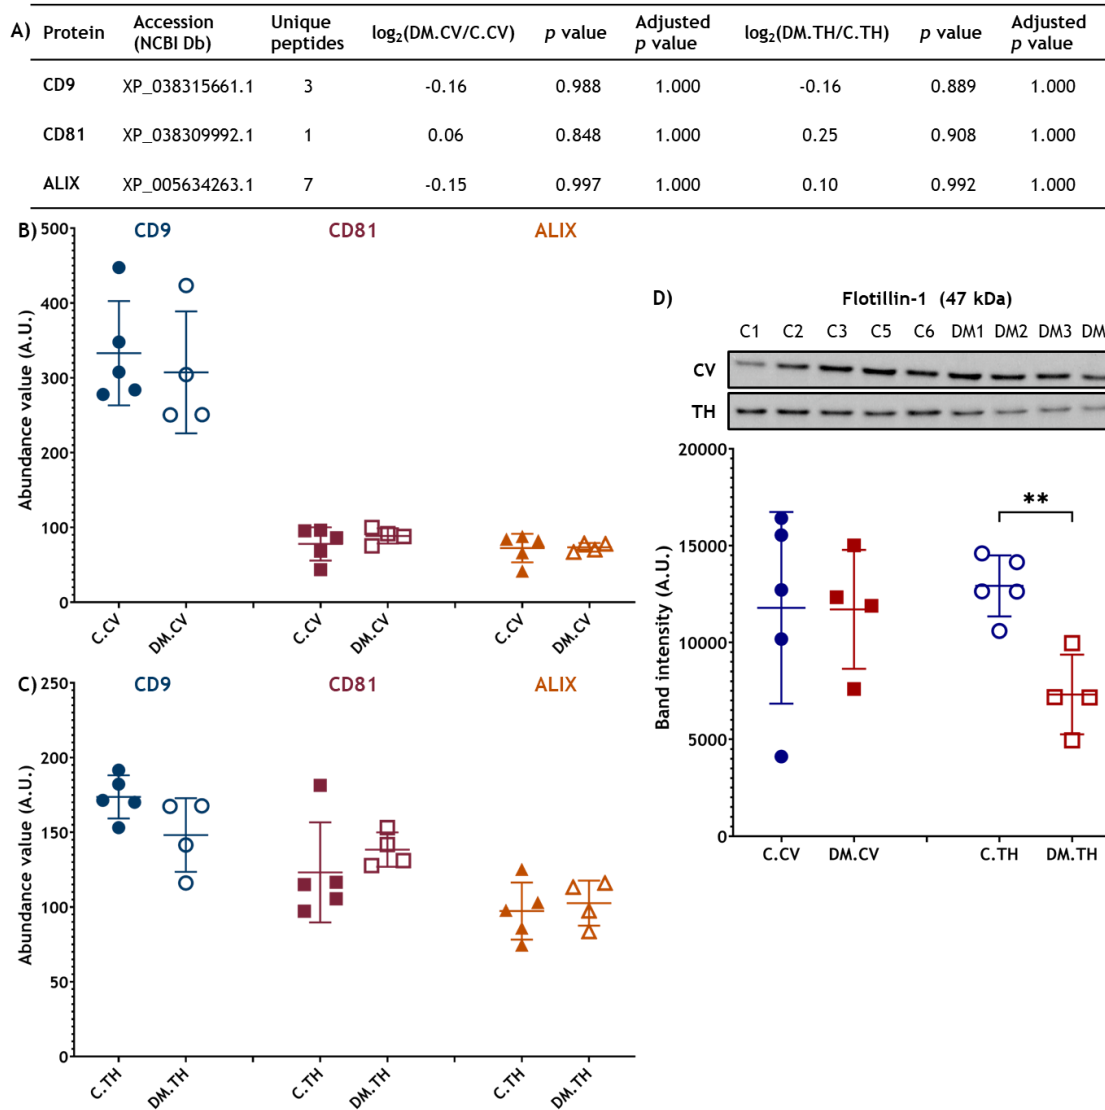 A)
Protein Accession (NCBI Db) Unique peptides log₂(DM.CV/C.CV) p value Adjusted p value log₂(DM.TH/C.TH) p value Adjusted p value
CD9 XP_038315661.1 3 -0.16 0.988 1.000 -0.16 0.889 1.000
CD81 XP_038309992.1 1 0.06 0.848 1.000 0.25 0.908 1.000
ALIX XP_005634263.1 7 -0.15 0.997 1.000 0.10 0.992 1.000
B)
CD9 CD81 ALIX
Abundance value (A.U.)
500
400
300
200
100
0
C.CV DM.CV C.CV DM.CV C.CV DM.CV
C)
CD9 CD81 ALIX
Abundance value (A.U.)
250
200
150
100
50
0
C.TH DM.TH C.TH DM.TH C.TH DM.TH
D)
Flotillin-1 (47 kDa)
C1 C2 C3 C5 C6 DM1 DM2 DM3 DM
CV
TH
Band intensity (A.U.)
20000
15000
10000
5000
0
**
C.CV DM.CV C.TH DM.TH